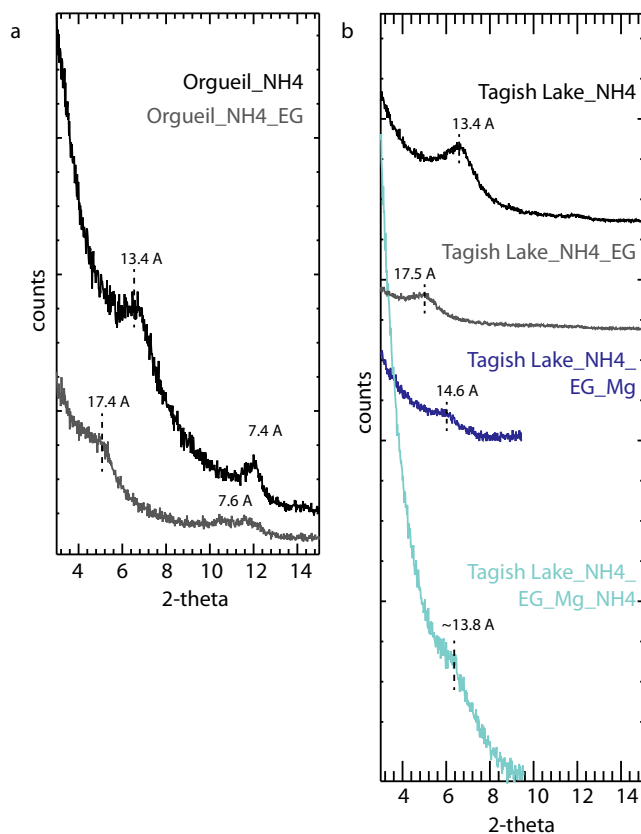 a
Orgueil_NH4
Orgueil_NH4_EG
13.4 A
17.4 A
7.4 A
7.6 A
counts
4 6 8 10 12 14
2-theta
b
Tagish Lake_NH4
13.4 A
Tagish Lake_NH4_EG
17.5 A
Tagish Lake_NH4_
EG_Mg
14.6 A
Tagish Lake_NH4_
EG_Mg_NH4
~13.8 A
counts
4 6 8 10 12 14
2-theta